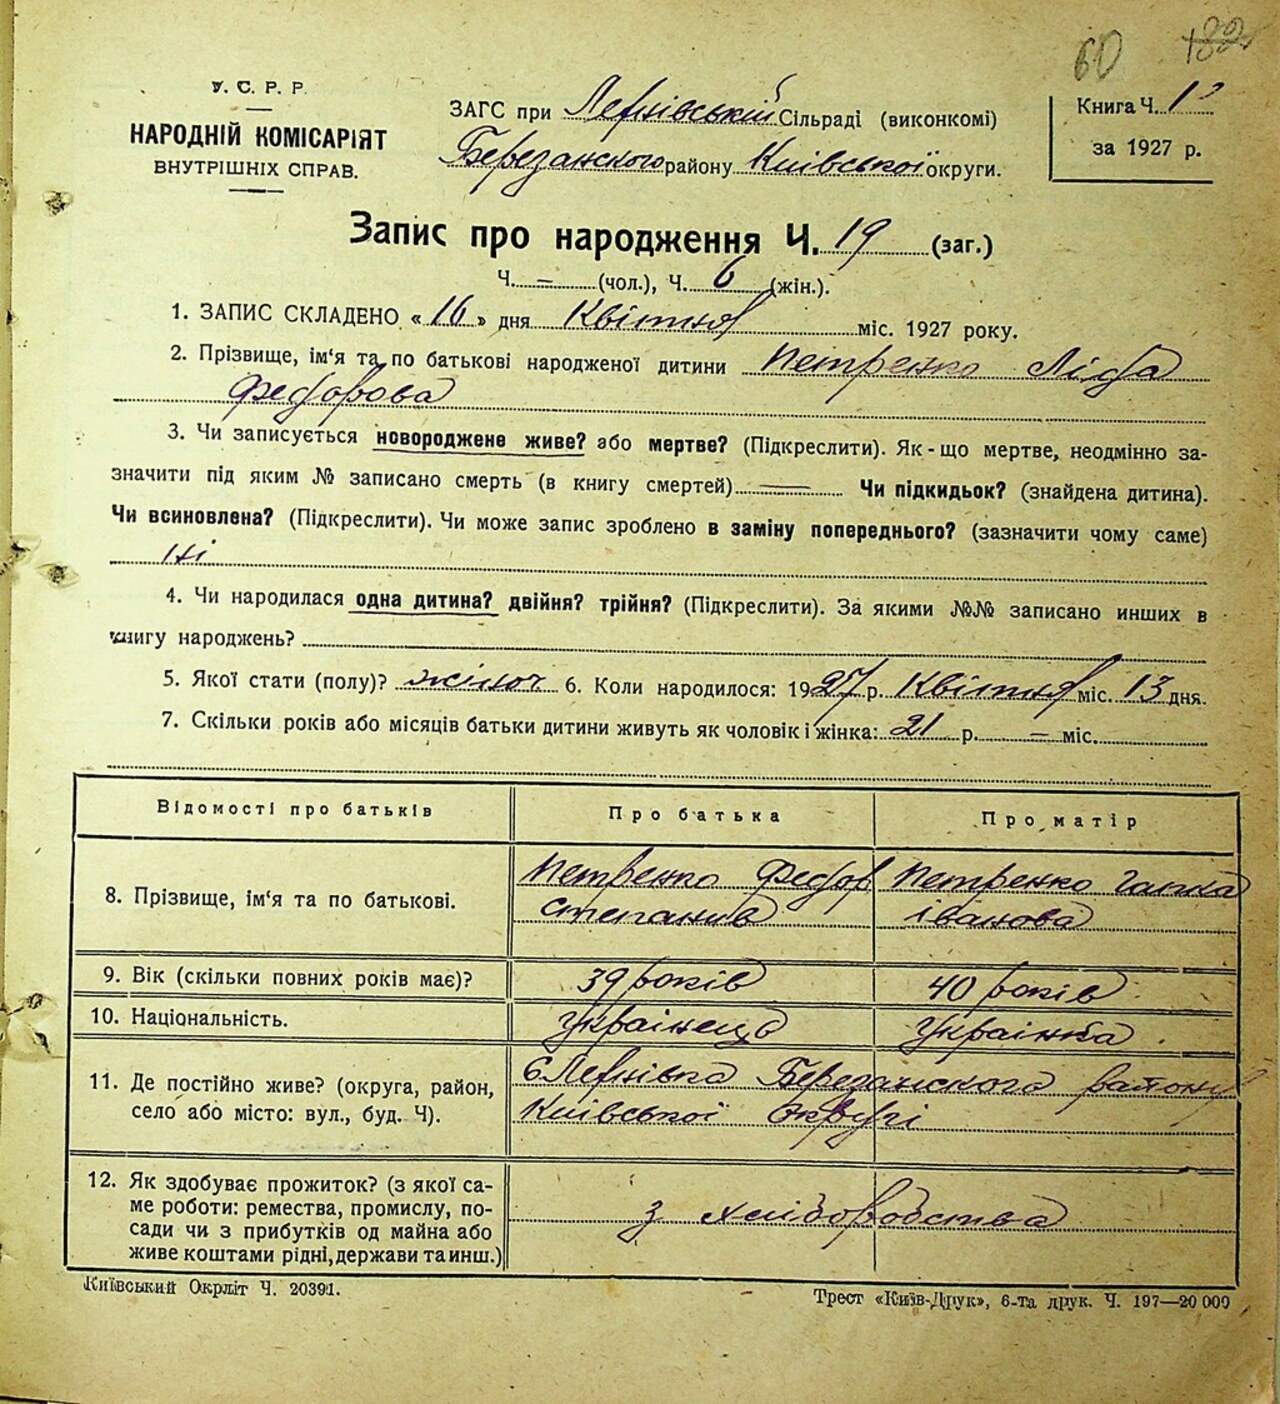 60 182
У. С. Р. Р.
НАРОДНІЙ КОМІСАРІЯТ
ВНУТРІШНІХ СПРАВ.
ЗАГС при Лехнівській Сільраді (виконкомі)
Березанского району Київської округи.
Книга Ч. 1
за 1927 р.
Запис про народження Ч. 19 (заг.)
Ч. — (чол.), Ч. 6 (жін.).
1. ЗАПИС СКЛАДЕНО „16" дня Квітня міс. 1927 року.
2. Прізвище, ім'я та по батькові народженої дитини Петренко Ліда
Федорова
3. Чи записується новороджене живе? або мертве? (Підкреслити). Як-що мертве, неодмінно за-
значити під яким № записано смерть (в книгу смертей) — Чи підкидьок? (знайдена дитина).
Чи всиновлена? (Підкреслити). Чи може запис зроблено в заміну попереднього? (зазначити чому саме)
Ні
4. Чи народилася одна дитина? двійня? трійня? (Підкреслити). За якими №№ записано инших в
книгу народжень?
5. Якої стати (полу)? жіноч 6. Коли народилося: 1927 р. Квітня міс. 13 дня.
7. Скільки років або місяців батьки дитини живуть як чоловік і жінка: 21 р. — міс.
Відомості про батьків Про батька Про матір
8. Прізвище, ім'я та по батькові. Петренко Федор Петренко Гапка
степанив іванова
9. Вік (скільки повних років має)? 39 років 40 років
10. Національність. Українець Українка
11. Де постійно живе? (округа, район, село або місто: вул., буд. Ч). с Лехнівка Березанского району
Київської Округі
12. Як здобуває прожиток? (з якої са-
ме роботи: ремества, промислу, по-
сади чи з прибутків од майна або
живе коштами рідні, держави та инш.)
з хліборобства
Київський Окрліт Ч. 20391.
Трест «Київ-Друк», 6-та друк. Ч. 197—20 000